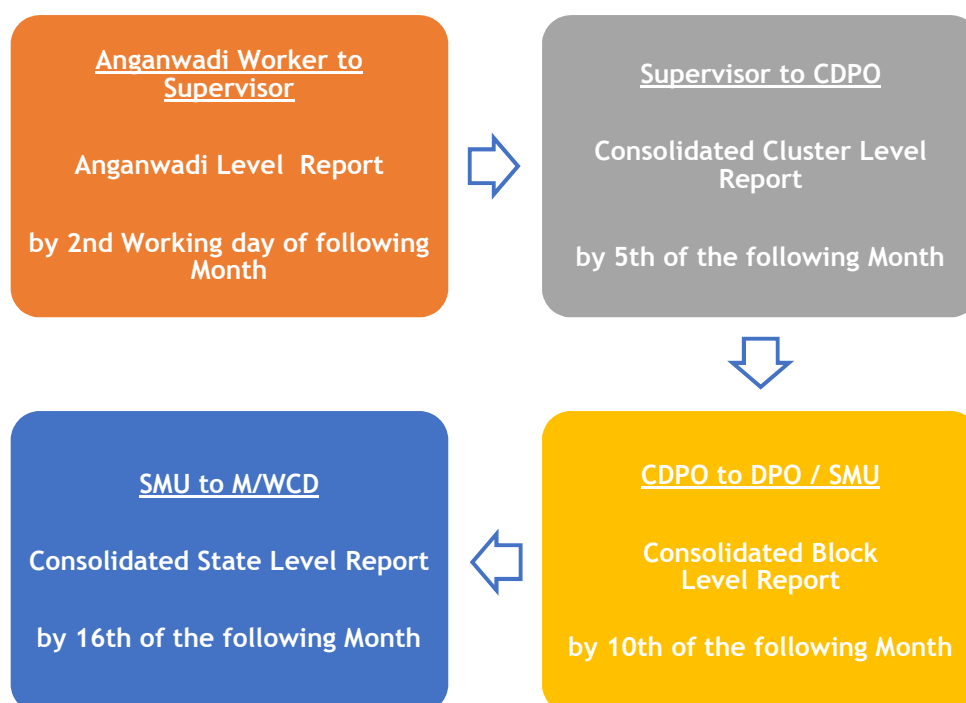 Anganwadi Worker to
Supervisor
Anganwadi Level Report
by 2nd Working day of following
Month
Supervisor to CDPO
Consolidated Cluster Level
Report
by 5th of the following Month
CDPO to DPO / SMU
Consolidated Block
Level Report
by 10th of the following Month
SMU to M/WCD
Consolidated State Level Report
by 16th of the following Month